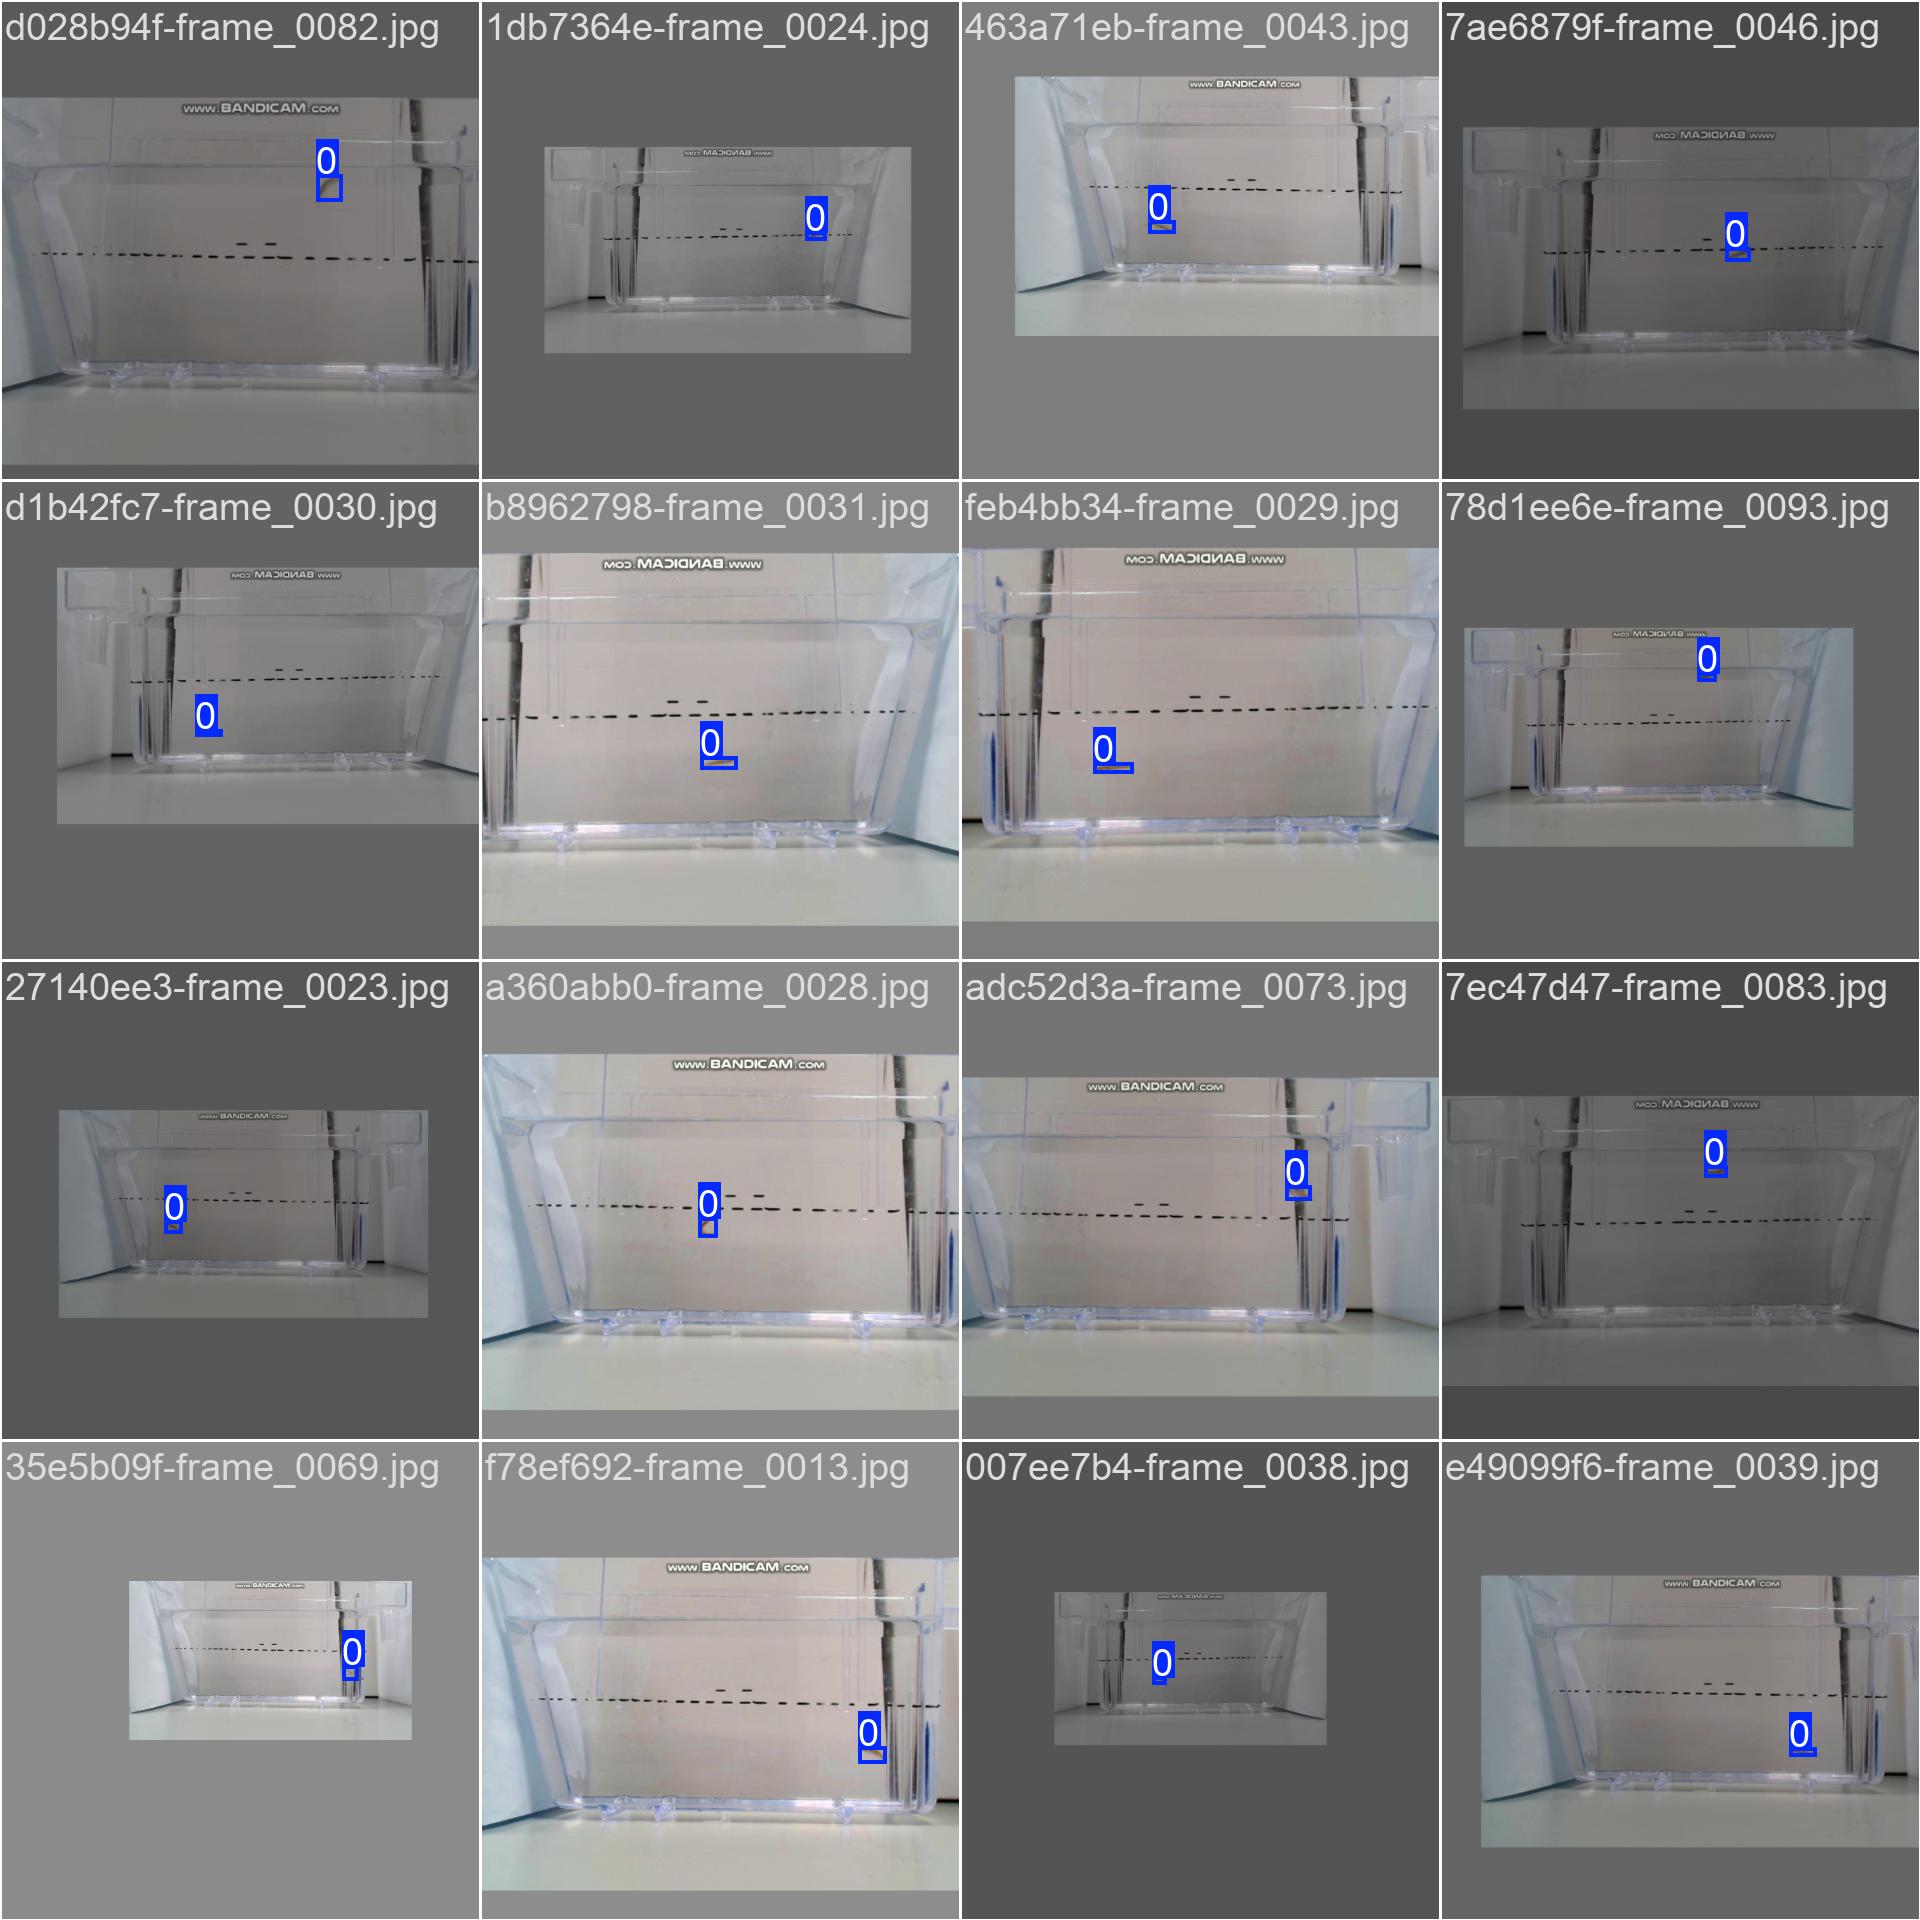 d028b94f-frame_0082.jpg
1db7364e-frame_0024.jpg
463a71eb-frame_0043.jpg
7ae6879f-frame_0046.jpg
www.BANDICAM.com
www.BANDICAM.com
www.BANDICAM.com
www.BANDICAM.com
0
0
0
0
d1b42fc7-frame_0030.jpg
b8962798-frame_0031.jpg
feb4bb34-frame_0029.jpg
78d1ee6e-frame_0093.jpg
www.BANDICAM.com
www.BANDICAM.com
www.BANDICAM.com
www.BANDICAM.com
0
0
0
0
27140ee3-frame_0023.jpg
a360abb0-frame_0028.jpg
adc52d3a-frame_0073.jpg
7ec47d47-frame_0083.jpg
www.BANDICAM.com
www.BANDICAM.com
www.BANDICAM.com
www.BANDICAM.com
0
0
0
0
35e5b09f-frame_0069.jpg
f78ef692-frame_0013.jpg
007ee7b4-frame_0038.jpg
e49099f6-frame_0039.jpg
www.BANDICAM.com
www.BANDICAM.com
www.BANDICAM.com
www.BANDICAM.com
0
0
0
0